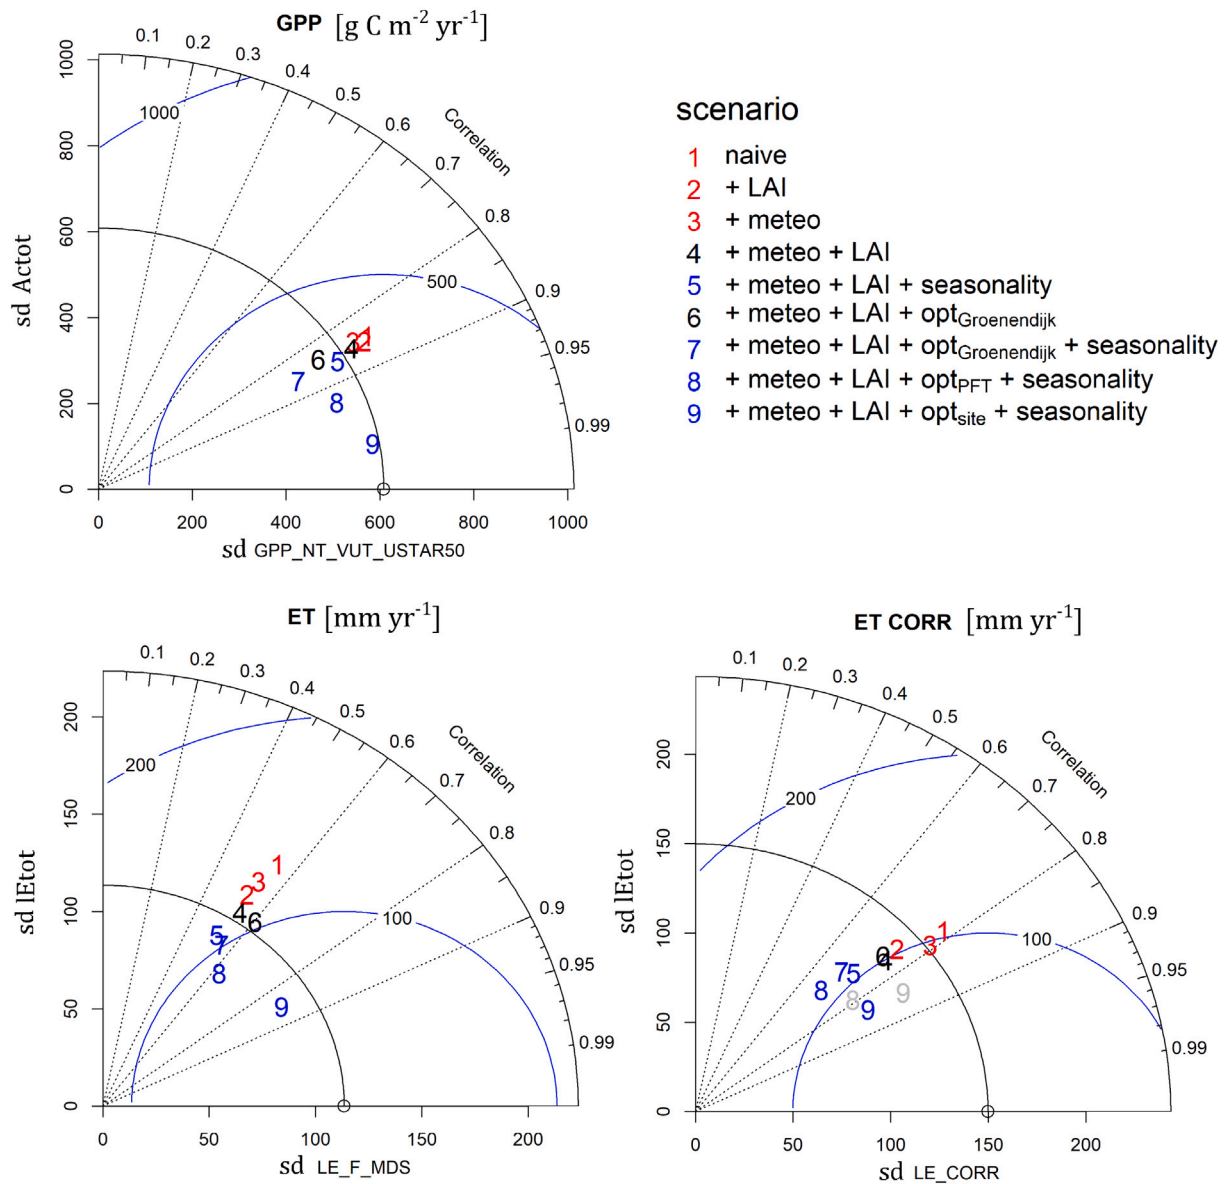 GPP [g C m⁻² yr⁻¹]
0.1 0.2 0.3 0.4 0.5 0.6 0.7 0.8 0.9 0.95 0.99
Correlation
1000
500
sd Actot
0 200 400 600 800 1000
1 2 3 4 5 6 7 8 9
0 200 400 600 800 1000
sd GPP_NT_VUT_USTAR50
scenario
1 naive
2 + LAI
3 + meteo
4 + meteo + LAI
5 + meteo + LAI + seasonality
6 + meteo + LAI + optGroenendijk
7 + meteo + LAI + optGroenendijk + seasonality
8 + meteo + LAI + optPFT + seasonality
9 + meteo + LAI + optsite + seasonality
ET [mm yr⁻¹]
0.1 0.2 0.3 0.4 0.5 0.6 0.7 0.8 0.9 0.95 0.99
Correlation
200
100
sd lEtot
0 50 100 150 200
1 2 3 4 5 6 7 8 9
0 50 100 150 200
sd LE_F_MDS
ET CORR [mm yr⁻¹]
0.1 0.2 0.3 0.4 0.5 0.6 0.7 0.8 0.9 0.95 0.99
Correlation
200
100
sd lEtot
0 50 100 150 200
1 2 3 4 5 6 7 8 9 8 9
0 50 100 150 200
sd LE_CORR